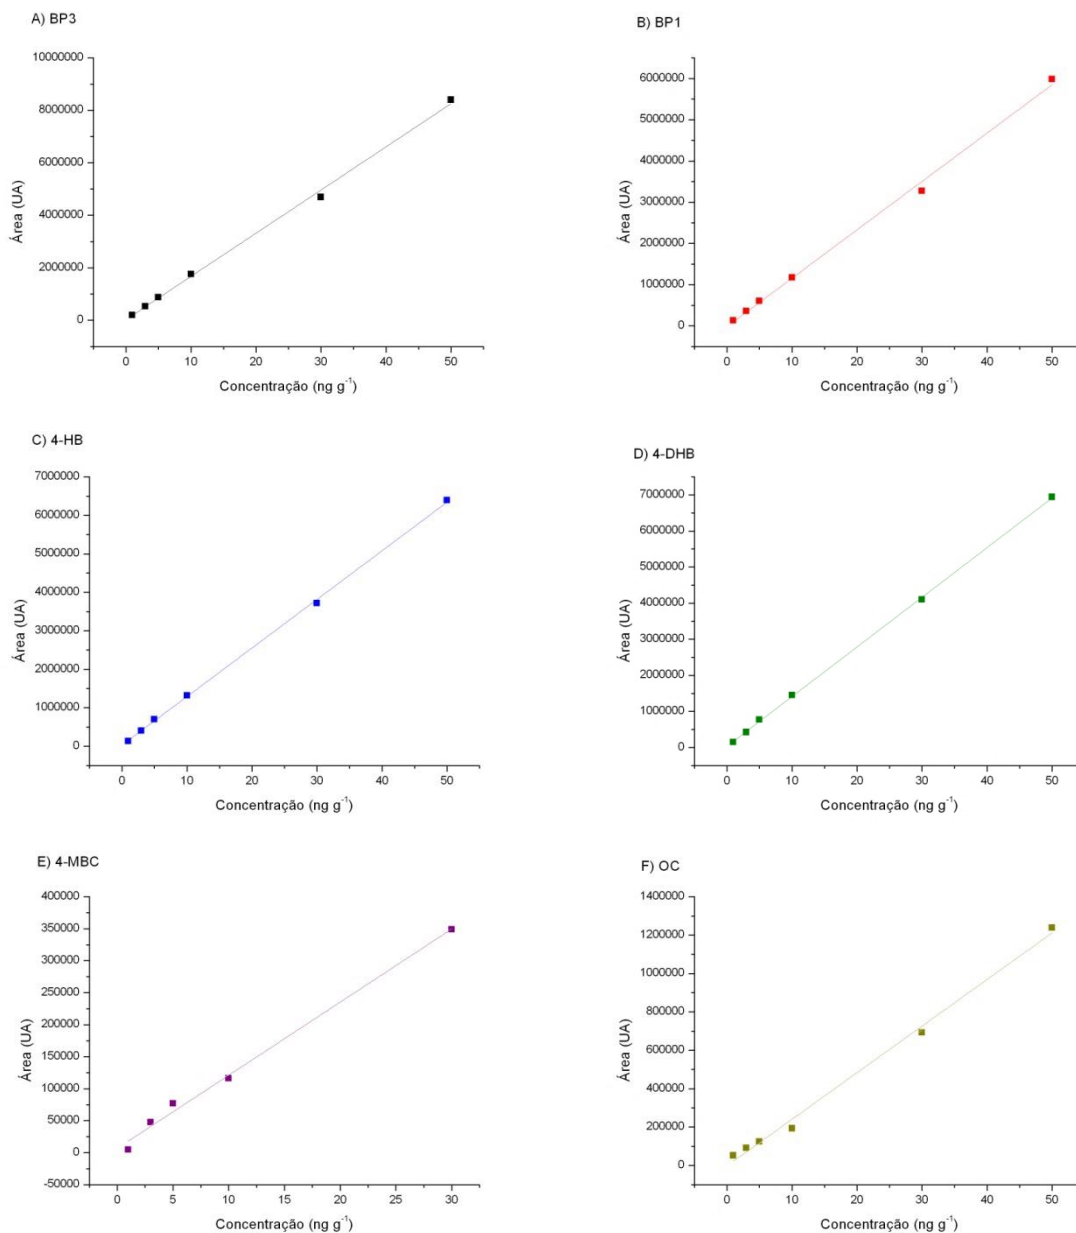 A) BP3
10000000
8000000
6000000
4000000
2000000
0
Área (UA)
0 10 20 30 40 50
Concentração (ng g⁻¹)
B) BP1
6000000
5000000
4000000
3000000
2000000
1000000
0
Área (UA)
0 10 20 30 40 50
Concentração (ng g⁻¹)
C) 4-HB
7000000
6000000
5000000
4000000
3000000
2000000
1000000
0
Área (UA)
0 10 20 30 40 50
Concentração (ng g⁻¹)
D) 4-DHB
7000000
6000000
5000000
4000000
3000000
2000000
1000000
0
Área (UA)
0 10 20 30 40 50
Concentração (ng g⁻¹)
E) 4-MBC
400000
350000
300000
250000
200000
150000
100000
50000
0
-50000
Área (UA)
0 5 10 15 20 25 30
Concentração (ng g⁻¹)
F) OC
1400000
1200000
1000000
800000
600000
400000
200000
0
Área (UA)
0 10 20 30 40 50
Concentração (ng g⁻¹)